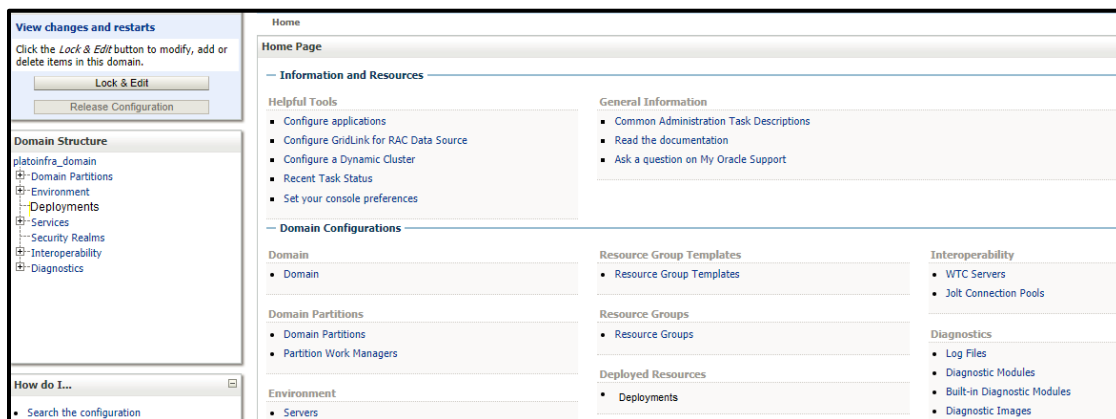 View changes and restarts
Click the Lock & Edit button to modify, add or
delete items in this domain.
Lock & Edit
Release Configuration
Domain Structure
platoinfra_domain
Domain Partitions
Environment
Deployments
Services
Security Realms
Interoperability
Diagnostics
How do I...
Search the configuration
Home
Home Page
Information and Resources
Helpful Tools
Configure applications
Configure GridLink for RAC Data Source
Configure a Dynamic Cluster
Recent Task Status
Set your console preferences
General Information
Common Administration Task Descriptions
Read the documentation
Ask a question on My Oracle Support
Domain Configurations
Domain
Domain
Domain Partitions
Domain Partitions
Partition Work Managers
Environment
Servers
Resource Group Templates
Resource Group Templates
Resource Groups
Resource Groups
Deployed Resources
Deployments
Interoperability
WTC Servers
Jolt Connection Pools
Diagnostics
Log Files
Diagnostic Modules
Built-in Diagnostic Modules
Diagnostic Images